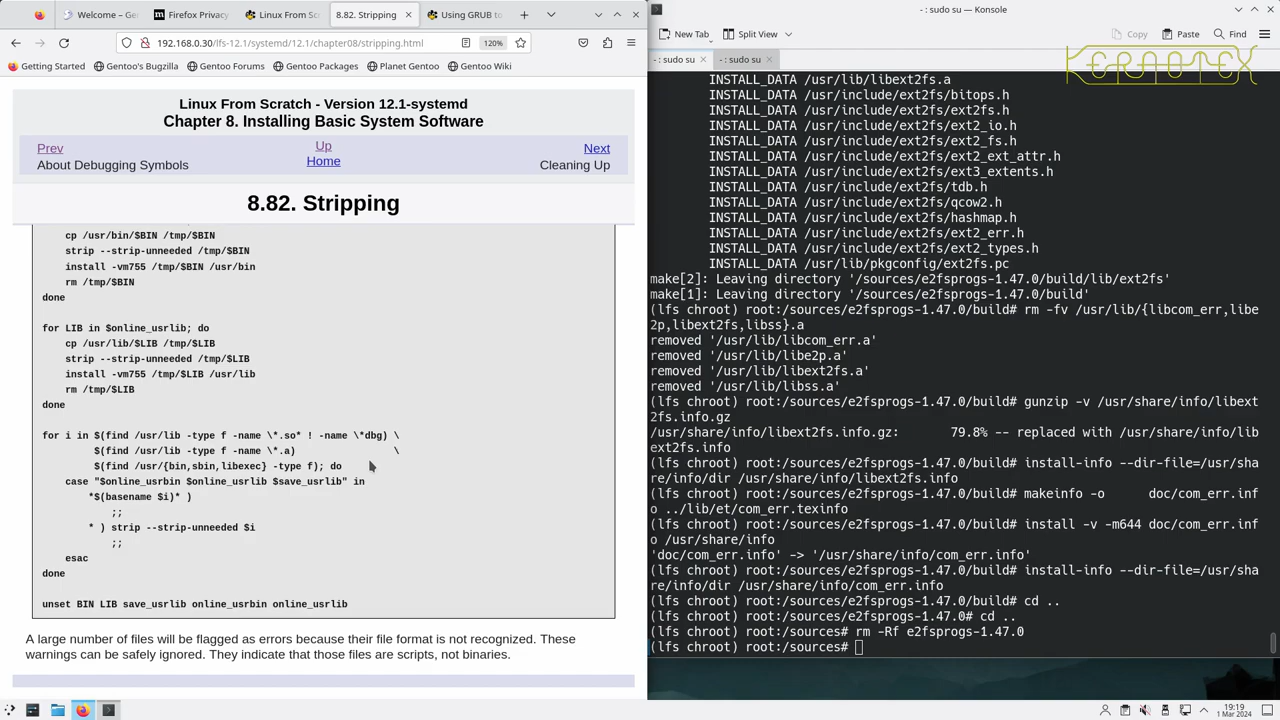 Welcome – Ge
Firefox Privacy
Linux From Scr
8.82. Stripping
Using GRUB to
192.168.0.30/lfs-12.1/systemd/12.1/chapter08/stripping.html
120%
Getting Started
Gentoo's Bugzilla
Gentoo Forums
Gentoo Packages
Planet Gentoo
Gentoo Wiki
Linux From Scratch - Version 12.1-systemd
Chapter 8. Installing Basic System Software
Prev
Up
Next
About Debugging Symbols
Home
Cleaning Up
8.82. Stripping
cp /usr/bin/$BIN /tmp/$BIN
strip --strip-unneeded /tmp/$BIN
install -vm755 /tmp/$BIN /usr/bin
rm /tmp/$BIN
done
for LIB in $online_usrlib; do
cp /usr/lib/$LIB /tmp/$LIB
strip --strip-unneeded /tmp/$LIB
install -vm755 /tmp/$LIB /usr/lib
rm /tmp/$LIB
done
for i in $(find /usr/lib -type f -name \*.so* ! -name \*dbg) \
$(find /usr/lib -type f -name \*.a) \
$(find /usr/{bin,sbin,libexec} -type f); do
case "$online_usrbin $online_usrlib $save_usrlib" in
*$(basename $i)* )
;;
* ) strip --strip-unneeded $i
;;
esac
done
unset BIN LIB save_usrlib online_usrbin online_usrlib
A large number of files will be flagged as errors because their file format is not recognized. These
warnings can be safely ignored. They indicate that those files are scripts, not binaries.
- : sudo su — Konsole
New Tab
Split View
Copy
Paste
Find
- : sudo su
- : sudo su
KERNOTEX
INSTALL_DATA /usr/lib/libext2fs.a
INSTALL_DATA /usr/include/ext2fs/bitops.h
INSTALL_DATA /usr/include/ext2fs/ext2fs.h
INSTALL_DATA /usr/include/ext2fs/ext2_io.h
INSTALL_DATA /usr/include/ext2fs/ext2_fs.h
INSTALL_DATA /usr/include/ext2fs/ext2_ext_attr.h
INSTALL_DATA /usr/include/ext2fs/ext3_extents.h
INSTALL_DATA /usr/include/ext2fs/tdb.h
INSTALL_DATA /usr/include/ext2fs/qcow2.h
INSTALL_DATA /usr/include/ext2fs/hashmap.h
INSTALL_DATA /usr/include/ext2fs/ext2_err.h
INSTALL_DATA /usr/include/ext2fs/ext2_types.h
INSTALL_DATA /usr/lib/pkgconfig/ext2fs.pc
make[2]: Leaving directory '/sources/e2fsprogs-1.47.0/build/lib/ext2fs'
make[1]: Leaving directory '/sources/e2fsprogs-1.47.0/build'
(lfs chroot) root:/sources/e2fsprogs-1.47.0/build# rm -fv /usr/lib/{libcom_err,libe
2p,libext2fs,libss}.a
removed '/usr/lib/libcom_err.a'
removed '/usr/lib/libe2p.a'
removed '/usr/lib/libext2fs.a'
removed '/usr/lib/libss.a'
(lfs chroot) root:/sources/e2fsprogs-1.47.0/build# gunzip -v /usr/share/info/libext
2fs.info.gz
/usr/share/info/libext2fs.info.gz: 79.8% -- replaced with /usr/share/info/lib
ext2fs.info
(lfs chroot) root:/sources/e2fsprogs-1.47.0/build# install-info --dir-file=/usr/sha
re/info/dir /usr/share/info/libext2fs.info
(lfs chroot) root:/sources/e2fsprogs-1.47.0/build# makeinfo -o doc/com_err.inf
o ../lib/et/com_err.texinfo
(lfs chroot) root:/sources/e2fsprogs-1.47.0/build# install -v -m644 doc/com_err.inf
o /usr/share/info
'doc/com_err.info' -> '/usr/share/info/com_err.info'
(lfs chroot) root:/sources/e2fsprogs-1.47.0/build# install-info --dir-file=/usr/sha
re/info/dir /usr/share/info/com_err.info
(lfs chroot) root:/sources/e2fsprogs-1.47.0/build# cd ..
(lfs chroot) root:/sources/e2fsprogs-1.47.0# cd ..
(lfs chroot) root:/sources# rm -Rf e2fsprogs-1.47.0
(lfs chroot) root:/sources#
19:19
1 Mar 2024